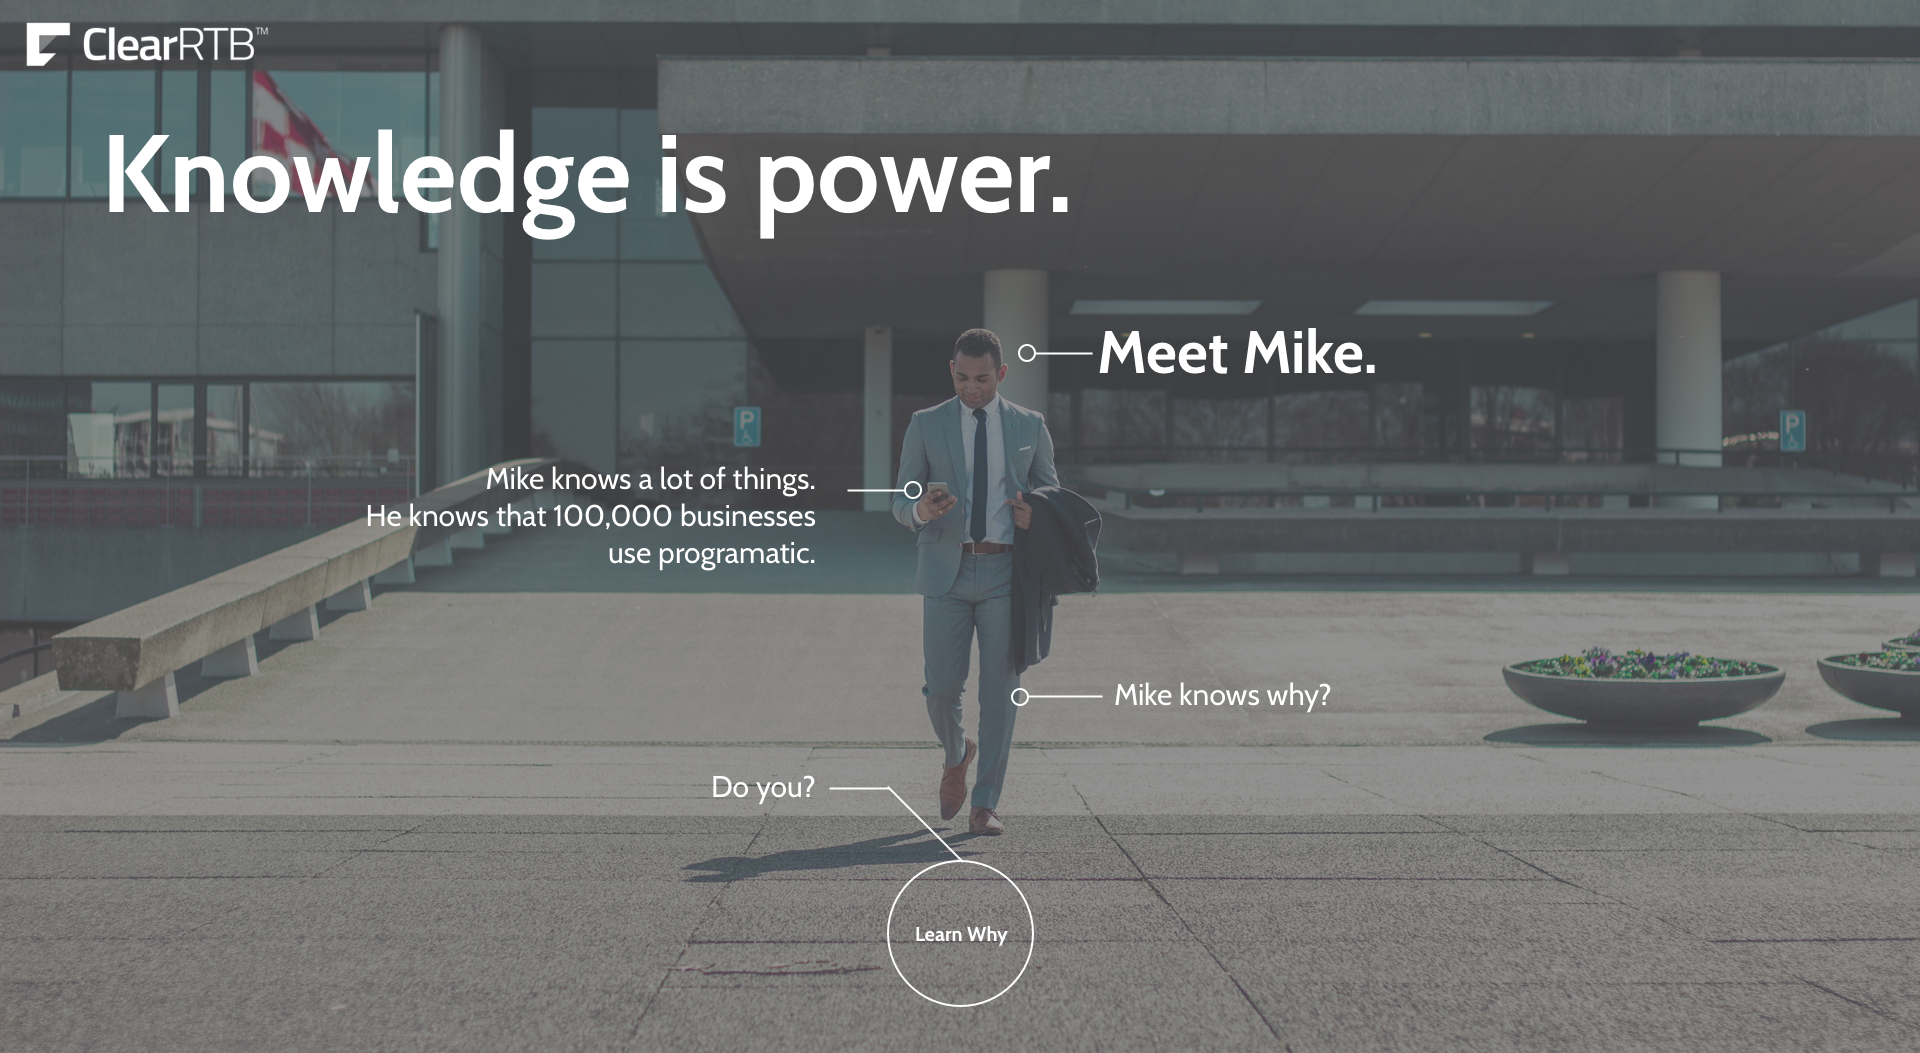 ClearRTB™
Knowledge is power.
Meet Mike.
Mike knows a lot of things.
He knows that 100,000 businesses
use programatic.
P
P
Mike knows why?
Do you?
Learn Why